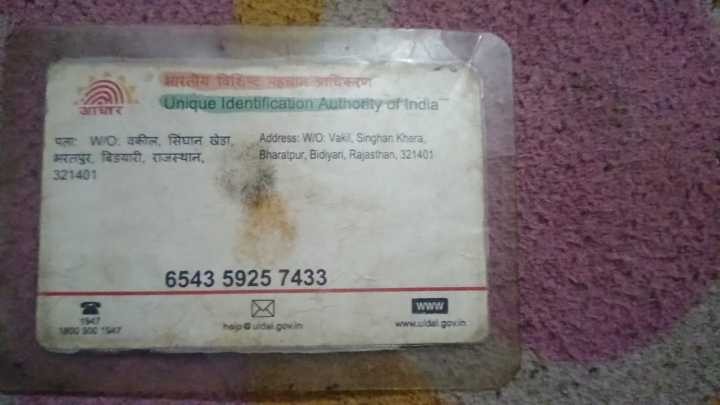 भारतीय विशिष्ट पहचान प्राधिकरण
Unique Identification Authority of India
आधार
पता: W/O: वकील, सिंघान खेडा,
भरतपुर, बिडयारी, राजस्थान,
321401
Address: W/O: Vakil, Singhan Khera,
Bharatpur, Bidiyari, Rajasthan, 321401
6543 5925 7433
1947
1800 300 1947
help@uidai.gov.in
www
www.uidai.gov.in